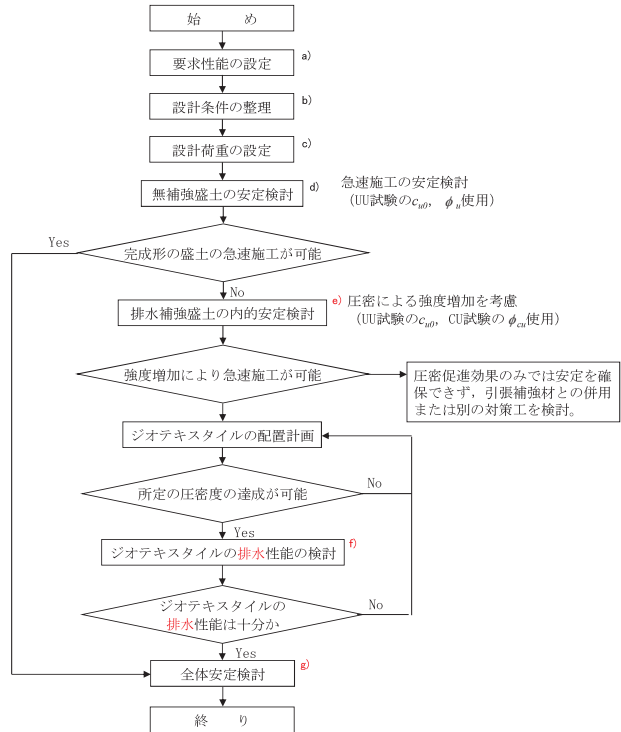 始　め
要求性能の設定 a)
設計条件の整理 b)
設計荷重の設定 c)
無補強盛土の安定検討 d)
急速施工の安定検討
（UU試験のcu0，φu使用）
Yes
完成形の盛土の急速施工が可能
No
排水補強盛土の内的安定検討
e) 圧密による強度増加を考慮
（UU試験のcu0，CU試験のφcu使用）
強度増加により急速施工が可能
圧密促進効果のみでは安定を確
保できず，引張補強材との併用
または別の対策工を検討。
ジオテキスタイルの配置計画
所定の圧密度の達成が可能
No
Yes
ジオテキスタイルの排水性能の検討 f)
ジオテキスタイルの
排水性能は十分か
No
Yes
全体安定検討 g)
終　り